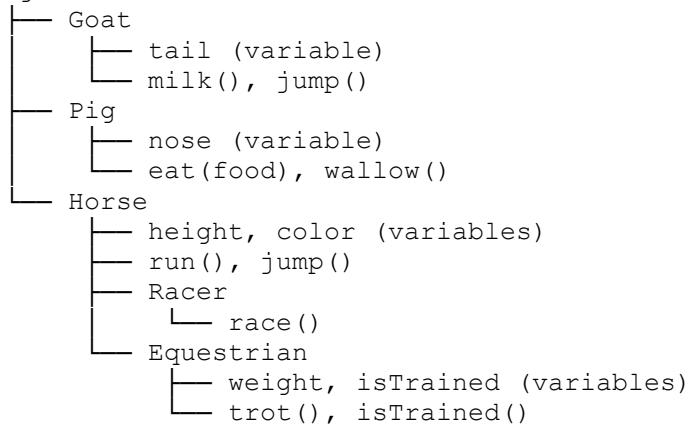 Goat
tail (variable)
milk(), jump()
Pig
nose (variable)
eat(food), wallow()
Horse
height, color (variables)
run(), jump()
Racer
race()
Equestrian
weight, isTrained (variables)
trot(), isTrained()